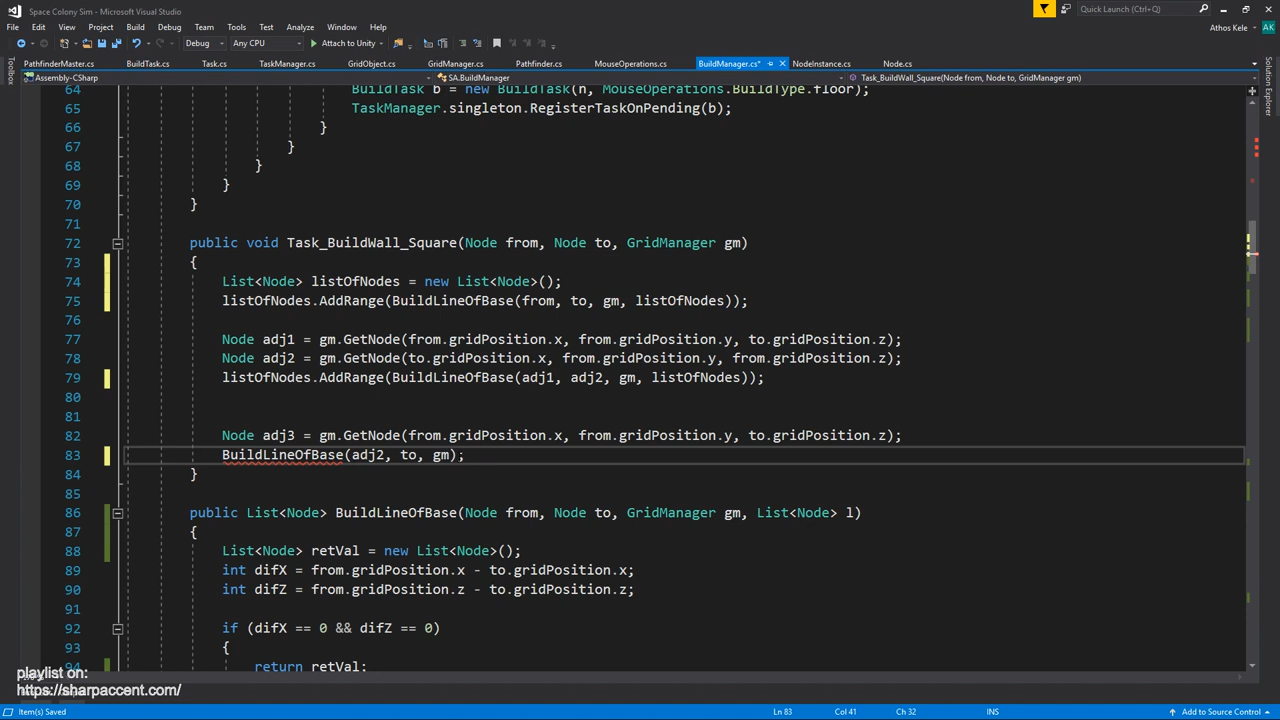 Space Colony Sim - Microsoft Visual Studio
Quick Launch (Ctrl+Q)
File Edit View Project Build Debug Team Tools Test Analyze Window Help
Athos Kele AK
Debug Any CPU Attach to Unity
PathfinderMaster.cs BuildTask.cs Task.cs TaskManager.cs GridObject.cs GridManager.cs Pathfinder.cs MouseOperations.cs BuildManager.cs* NodeInstance.cs Node.cs
Assembly-CSharp SA.BuildManager Task_BuildWall_Square(Node from, Node to, GridManager gm)
Toolbox
Solution Explorer
64 BuildTask b = new BuildTask(n, MouseOperations.BuildType.floor);
65 TaskManager.singleton.RegisterTaskOnPending(b);
66 }
67 }
68 }
69 }
70 }
71
72 public void Task_BuildWall_Square(Node from, Node to, GridManager gm)
73 {
74 List<Node> listOfNodes = new List<Node>();
75 listOfNodes.AddRange(BuildLineOfBase(from, to, gm, listOfNodes));
76
77 Node adj1 = gm.GetNode(from.gridPosition.x, from.gridPosition.y, to.gridPosition.z);
78 Node adj2 = gm.GetNode(to.gridPosition.x, from.gridPosition.y, from.gridPosition.z);
79 listOfNodes.AddRange(BuildLineOfBase(adj1, adj2, gm, listOfNodes));
80
81
82 Node adj3 = gm.GetNode(from.gridPosition.x, from.gridPosition.y, to.gridPosition.z);
83 BuildLineOfBase(adj2, to, gm);
84 }
85
86 public List<Node> BuildLineOfBase(Node from, Node to, GridManager gm, List<Node> l)
87 {
88 List<Node> retVal = new List<Node>();
89 int difX = from.gridPosition.x - to.gridPosition.x;
90 int difZ = from.gridPosition.z - to.gridPosition.z;
91
92 if (difX == 0 && difZ == 0)
93 {
94 return retVal;
playlist on:
https://sharpaccent.com/
Item(s) Saved Ln 83 Col 41 Ch 32 INS Add to Source Control